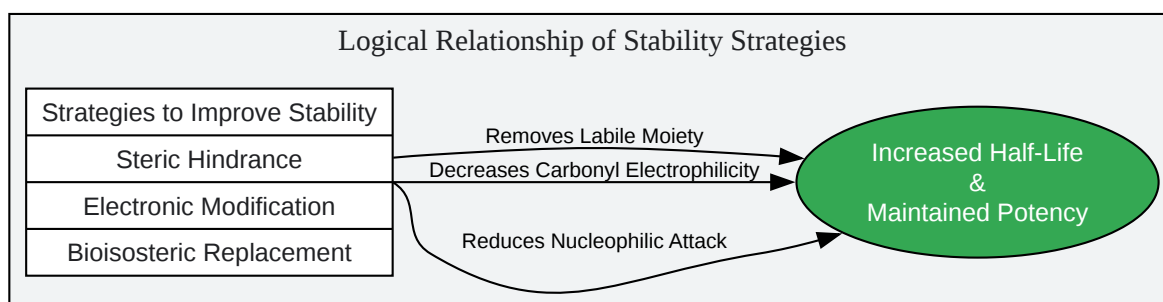 Logical Relationship of Stability Strategies
Strategies to Improve Stability
Steric Hindrance
Electronic Modification
Bioisosteric Replacement
Removes Labile Moiety
Decreases Carbonyl Electrophilicity
Reduces Nucleophilic Attack
Increased Half-Life
&
Maintained Potency